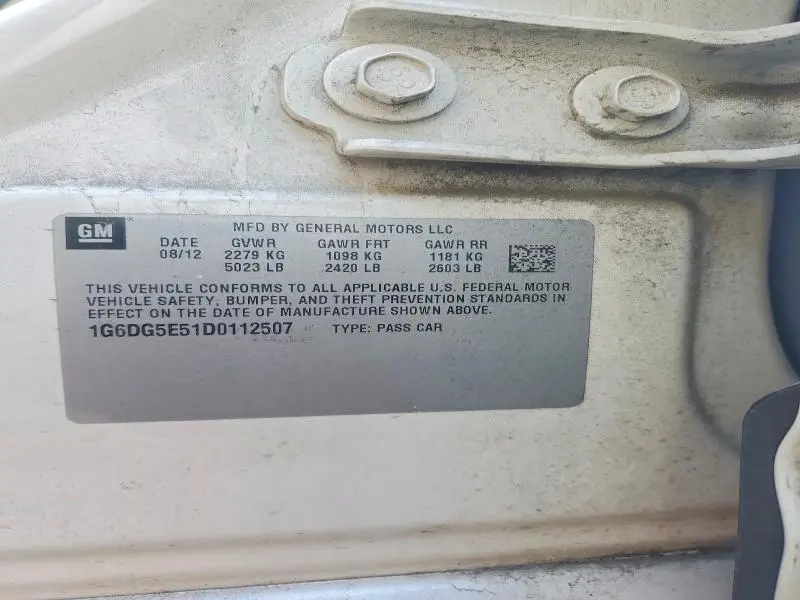 GM
MFD BY GENERAL MOTORS LLC
DATE GVWR GAWR FRT GAWR RR
08/12 2279 KG 1098 KG 1181 KG
5023 LB 2420 LB 2603 LB
THIS VEHICLE CONFORMS TO ALL APPLICABLE U.S. FEDERAL MOTOR
VEHICLE SAFETY, BUMPER, AND THEFT PREVENTION STANDARDS IN
EFFECT ON THE DATE OF MANUFACTURE SHOWN ABOVE.
1G6DG5E51D0112507 TYPE: PASS CAR